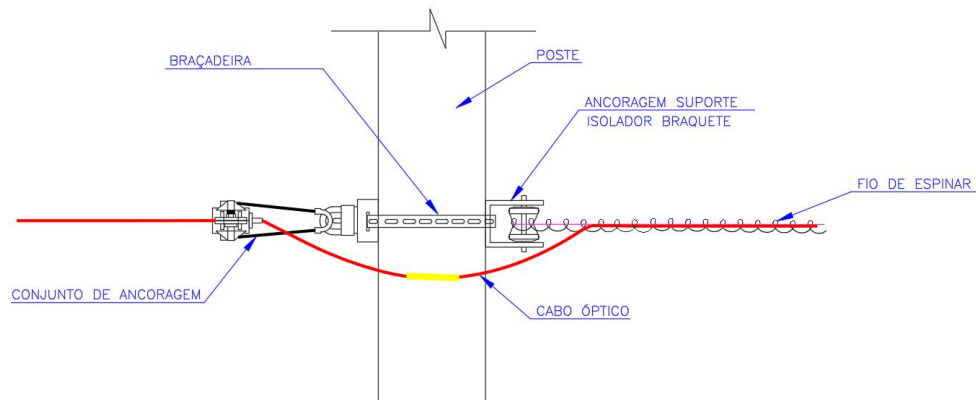 BRAÇADEIRA
POSTE
ANCORAGEM SUPORTE
ISOLADOR BRAQUETE
FIO DE ESPINAR
CONJUNTO DE ANCORAGEM
CABO ÓPTICO